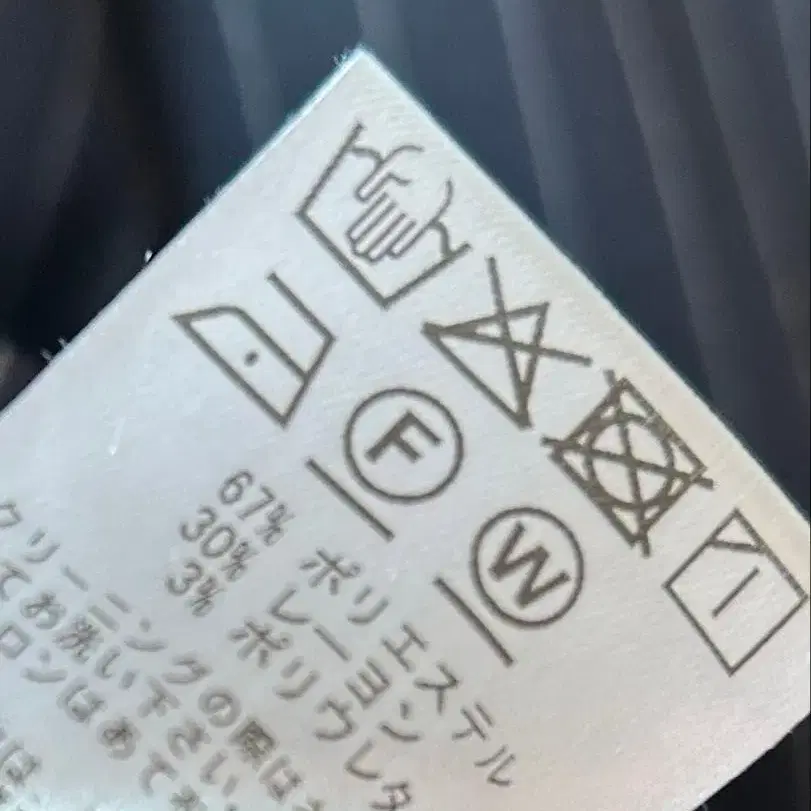 F
W
67% ポリエステル
30% レーヨン
3% ポリウレタ
クリーニングの際は
てお洗い下さい
ロンはあて布
は、